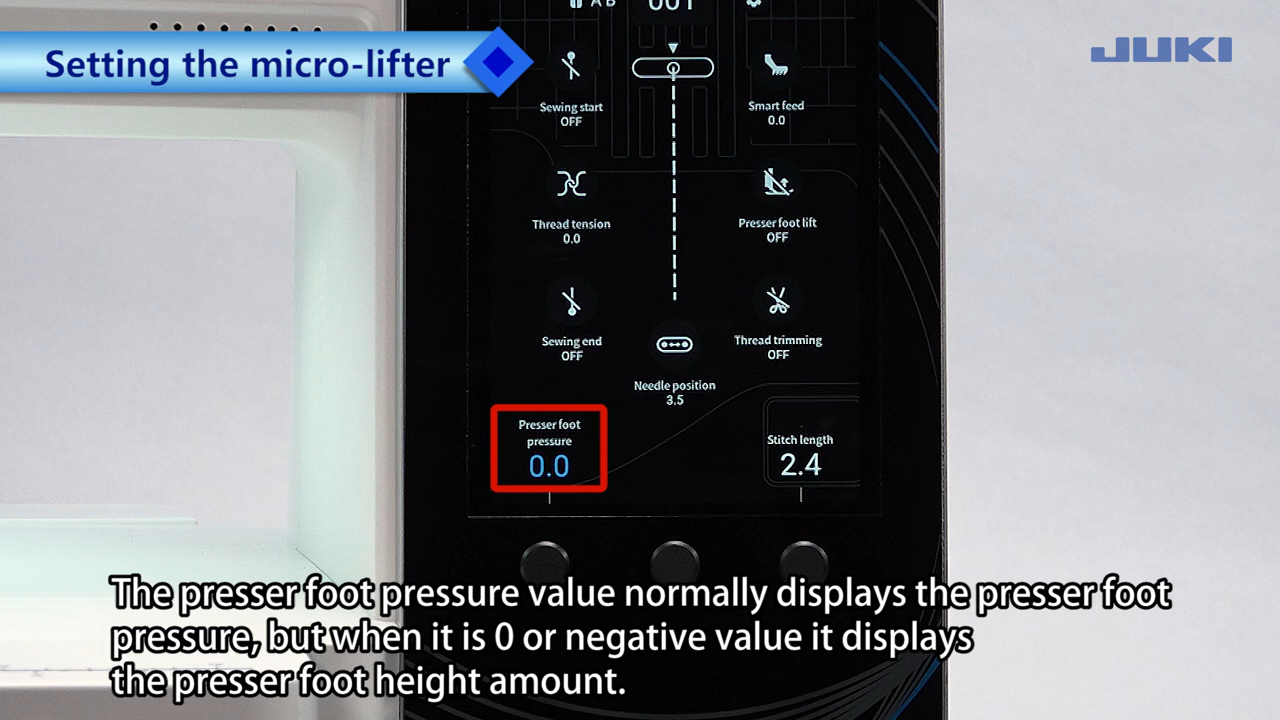 Setting the micro-lifter
JUKI
A B 001
Sewing start
OFF
Smart feed
0.0
Thread tension
0.0
Presser foot lift
OFF
Sewing end
OFF
Thread trimming
OFF
Needle position
3.5
Presser foot
pressure
0.0
Stitch length
2.4
The presser foot pressure value normally displays the presser foot
pressure, but when it is 0 or negative value it displays
the presser foot height amount.